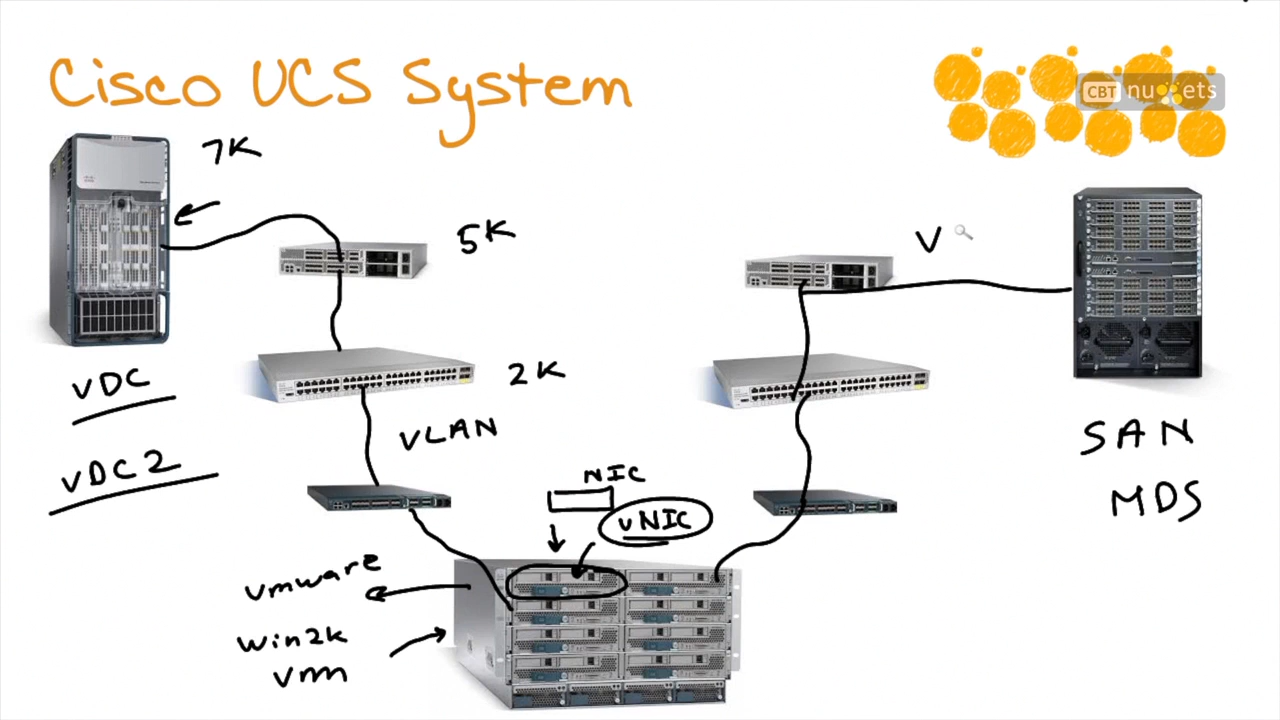 Cisco UCS System
CBT nuggets
7K
5K
V
vDC
2K
vDC2
VLAN
SAN
NIC
MDS
vNIC
vmware
Win2k
vm